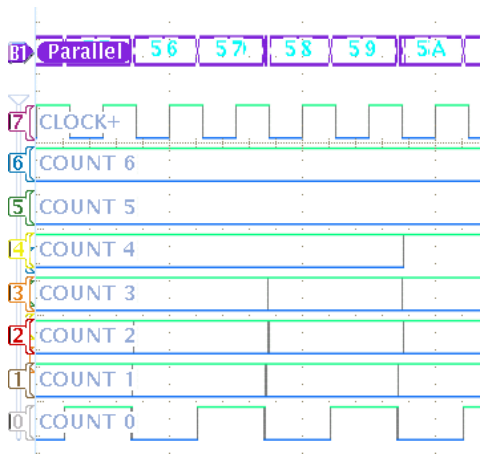 B1 Parallel 56 57 58 59 5A
7 CLOCK+
6 COUNT 6
5 COUNT 5
4 COUNT 4
3 COUNT 3
2 COUNT 2
1 COUNT 1
0 COUNT 0